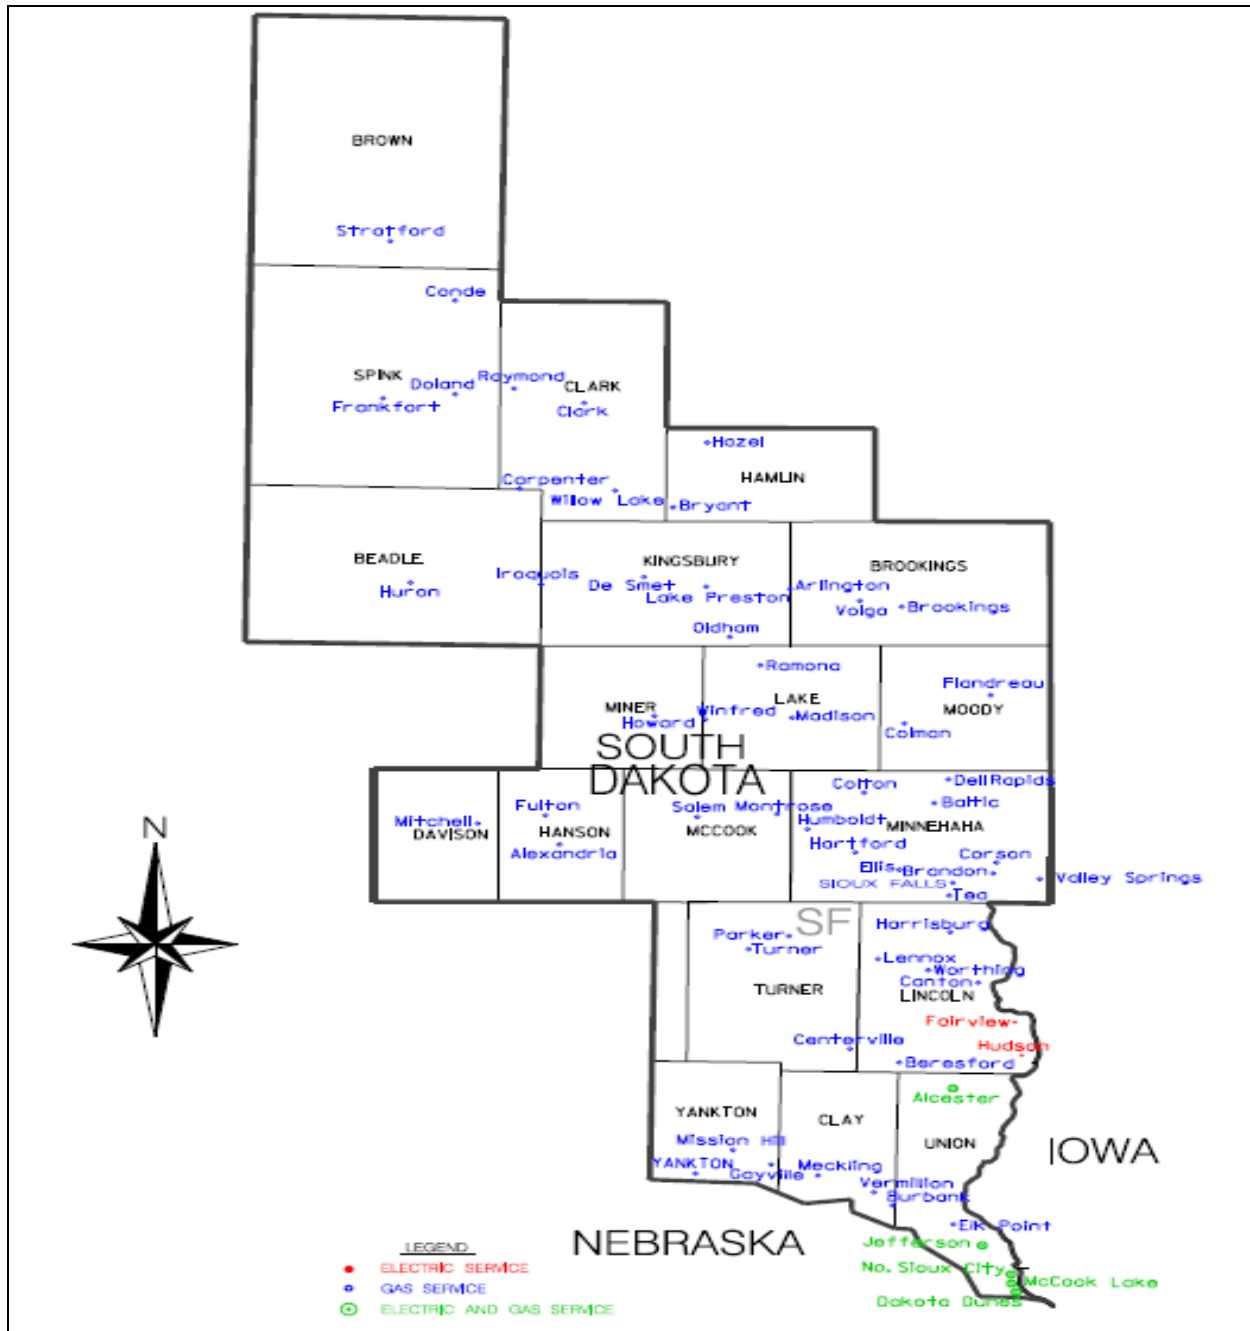 BROWN
Stratford
Conde
SPINK
Doland
Raymond
CLARK
Frankfort
Clark
Hazel
HAMLIN
Carpenter
Willow Lake
Bryant
BEADLE
Huron
Iroquois
KINGSBURY
De Smet
Lake Preston
Oldham
BROOKINGS
Arlington
Volga
Brookings
Ramona
LAKE
Flandreau
MOODY
MINER
Howard
Winfred
Madison
Colman
SOUTH
DAKOTA
Mitchell
DAVISON
Fulton
HANSON
Alexandria
Salem
Montrose
MCCOOK
Colton
Dell Rapids
Baltic
Humboldt
MINNEHAHA
Hartford
Corson
Ellis
Brandon
Valley Springs
SIOUX FALLS
Tea
N
SF
Parker
Turner
TURNER
Centerville
Harrisburg
Lennox
Worthing
Canton
LINCOLN
Fairview
Hudson
Beresford
Alcester
YANKTON
CLAY
UNION
Mission Hill
YANKTON
Gayville
Meckling
Vermillion
Burbank
Elk Point
IOWA
NEBRASKA
Jefferson
No. Sioux City
McCook Lake
Dakota Dunes
LEGEND
ELECTRIC SERVICE
GAS SERVICE
ELECTRIC AND GAS SERVICE